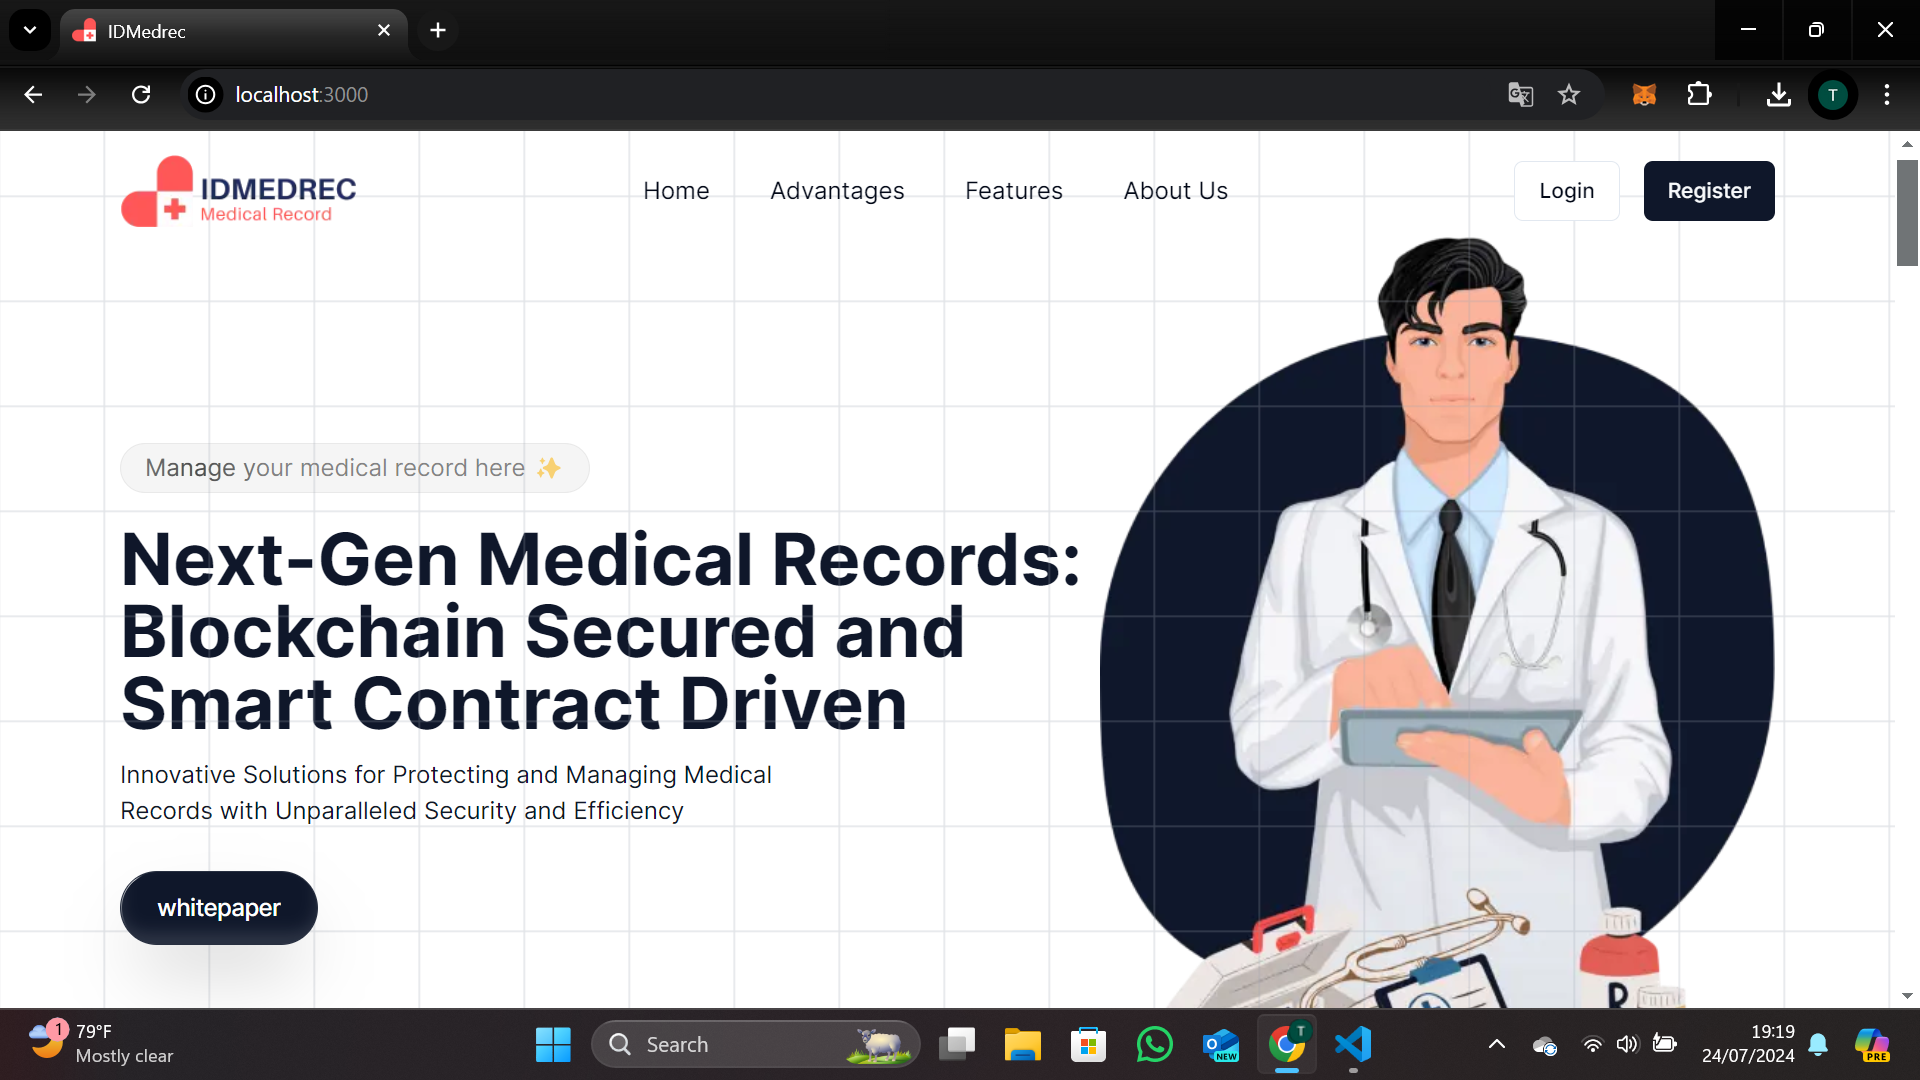 IDMedrec
localhost:3000
T
IDMEDREC
Medical Record
Home
Advantages
Features
About Us
Login
Register
Manage your medical record here ✨
Next-Gen Medical Records:
Blockchain Secured and
Smart Contract Driven
Innovative Solutions for Protecting and Managing Medical
Records with Unparalleled Security and Efficiency
whitepaper
R
1
79°F
Mostly clear
Search
NEW
T
19:19
24/07/2024
PRE